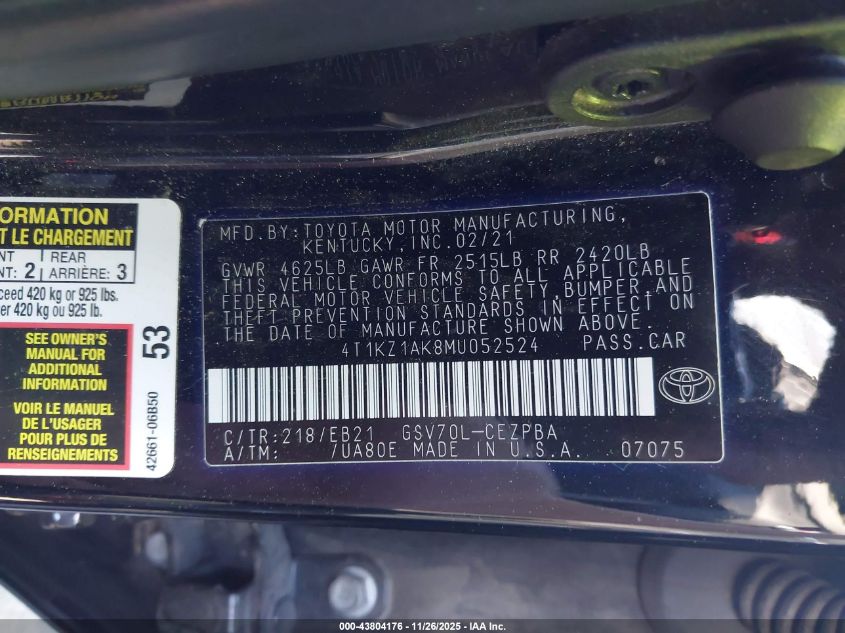 ORMATION
T LE CHARGEMENT
NT 2 REAR
NT: 2 ARRIÈRE: 3
ceed 420 kg or 925 lbs.
er 420 kg ou 925 lb.
SEE OWNER'S
MANUAL FOR
ADDITIONAL
INFORMATION
VOIR LE MANUEL
DE L'USAGER
POUR PLUS DE
RENSEIGNEMENTS
53
42661-06B50
MFD.BY:TOYOTA MOTOR MANUFACTURING,
KENTUCKY,INC.02/21
GVWR 4625LB GAWR FR 2515LB RR 2420LB
THIS VEHICLE CONFORMS TO ALL APPLICABLE
FEDERAL MOTOR VEHICLE SAFETY,BUMPER,AND
THEFT PREVENTION STANDARDS IN EFFECT ON
THE DATE OF MANUFACTURE SHOWN ABOVE.
4T1KZ1AK8MU052524 PASS.CAR
C/TR:218/EB21 GSV70L-CEZPBA
A/TM: /UA80E MADE IN U.S.A. 07075
000-43804176 - 11/26/2025 - IAA Inc.